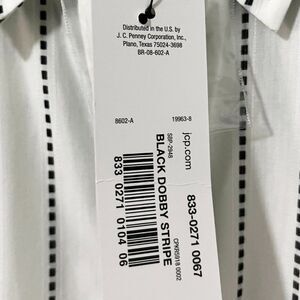 Distributed in the U.S. by
J. C. Penney Corporation, Inc.,
Plano, Texas 75024-3698
BR-08-602-A
8602-A
19963-8
jcp.com
SBP-2948
BLACK DOBBY STRIPE
833 0271 0104 06
CPKR5918 0002
833-0271 0067